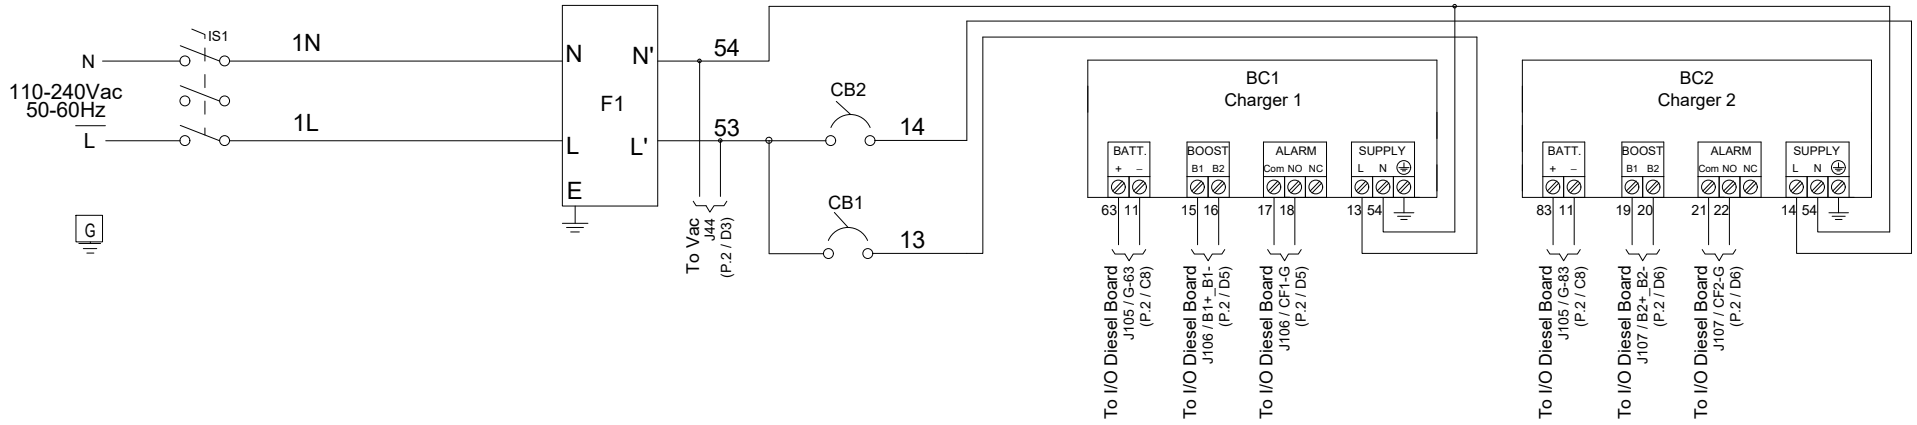 IS1
N
110-240Vac
50-60Hz
L
1N
1L
G
N
N'
F1
L
L'
E
54
53
To Vac
J44
(P.2 / D3)
CB2
14
CB1
13
BC1
Charger 1
BATT.
+ –
BOOST
B1 B2
ALARM
Com NO NC
SUPPLY
L N
63 11
15 16
17 18
13 54
To I/O Diesel Board
J105 / G-63
(P.2 / C8)
To I/O Diesel Board
J106 / B1+_B1-
(P.2 / D5)
To I/O Diesel Board
J106 / CF1-G
(P.2 / D5)
BC2
Charger 2
BATT.
+ –
BOOST
B1 B2
ALARM
Com NO NC
SUPPLY
L N
83 11
19 20
21 22
14 54
To I/O Diesel Board
J105 / G-83
(P.2 / C8)
To I/O Diesel Board
J107 / B2+_B2-
(P.2 / D6)
To I/O Diesel Board
J107 / CF2-G
(P.2 / D6)